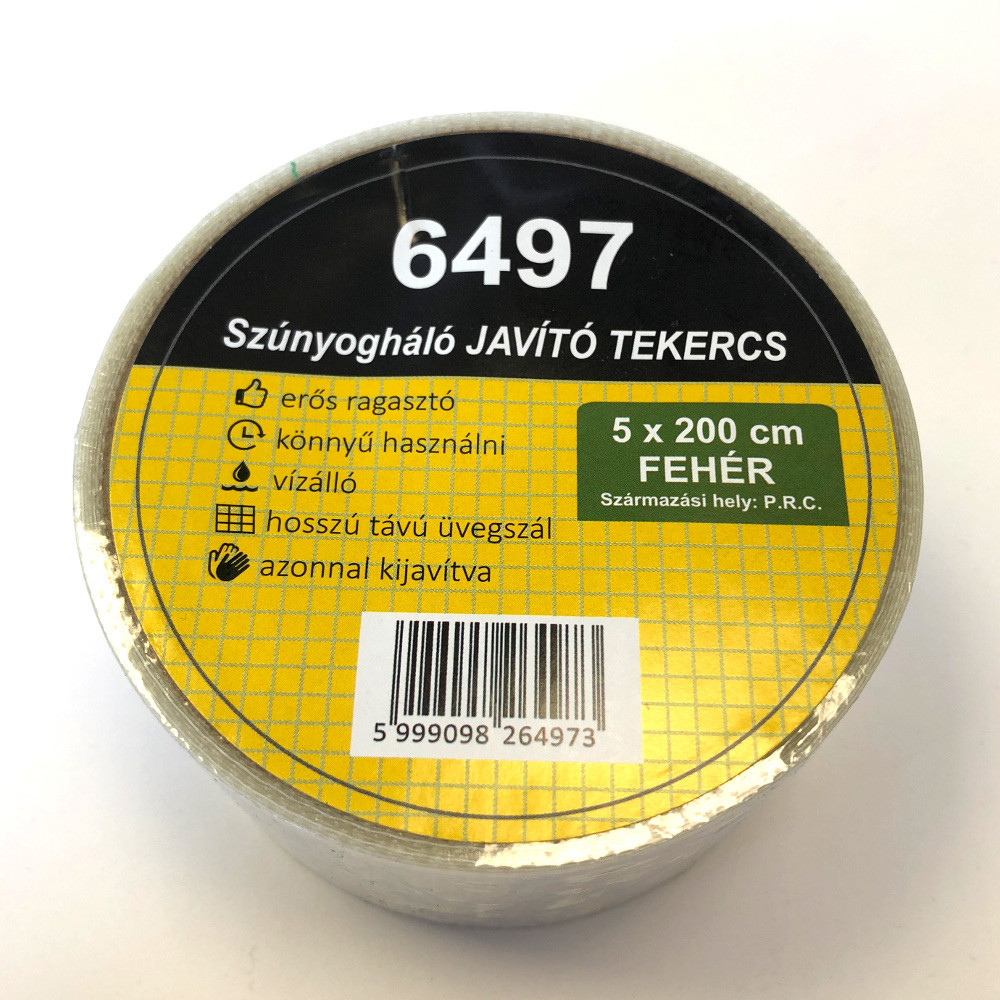 6497
Szúnyogháló JAVÍTÓ TEKERCS
erős ragasztó
könnyű használni
vízálló
hosszú távú üvegszál
azonnal kijavítva
5 x 200 cm
FEHÉR
Származási hely: P.R.C.
5 999098 264973